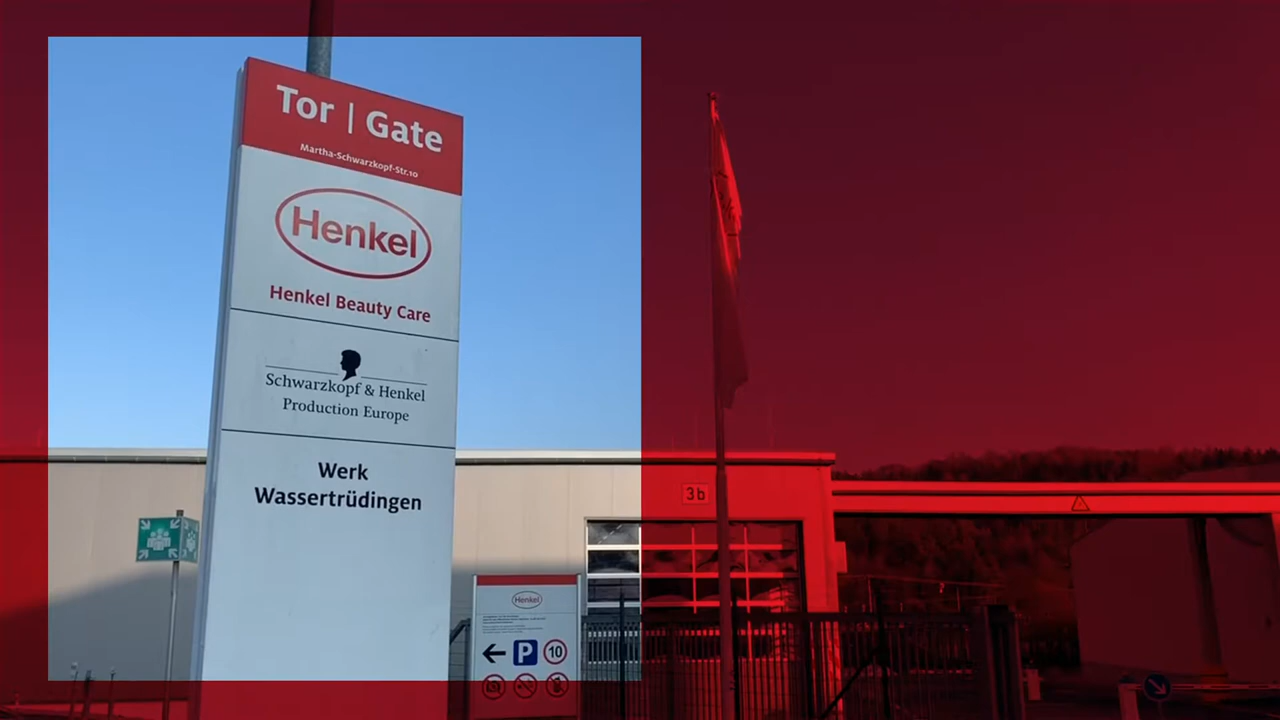 Tor | Gate
Martha-Schwarzkopf-Str.10
Henkel
Henkel Beauty Care
Schwarzkopf & Henkel
Production Europe
Werk
Wassertrüdingen
3b
Henkel
P
10